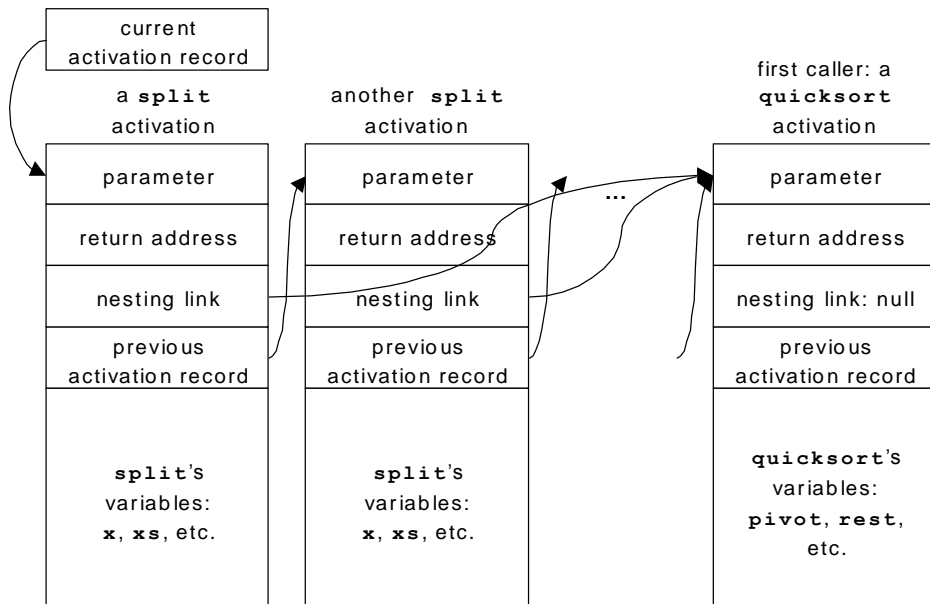 current
activation record
a split
activation
parameter
return address
nesting link
previous
activation record
split's
variables:
x, xs, etc.
another split
activation
parameter
return address
nesting link
previous
activation record
split's
variables:
x, xs, etc.
...
first caller: a
quicksort
activation
parameter
return address
nesting link: null
previous
activation record
quicksort's
variables:
pivot, rest,
etc.